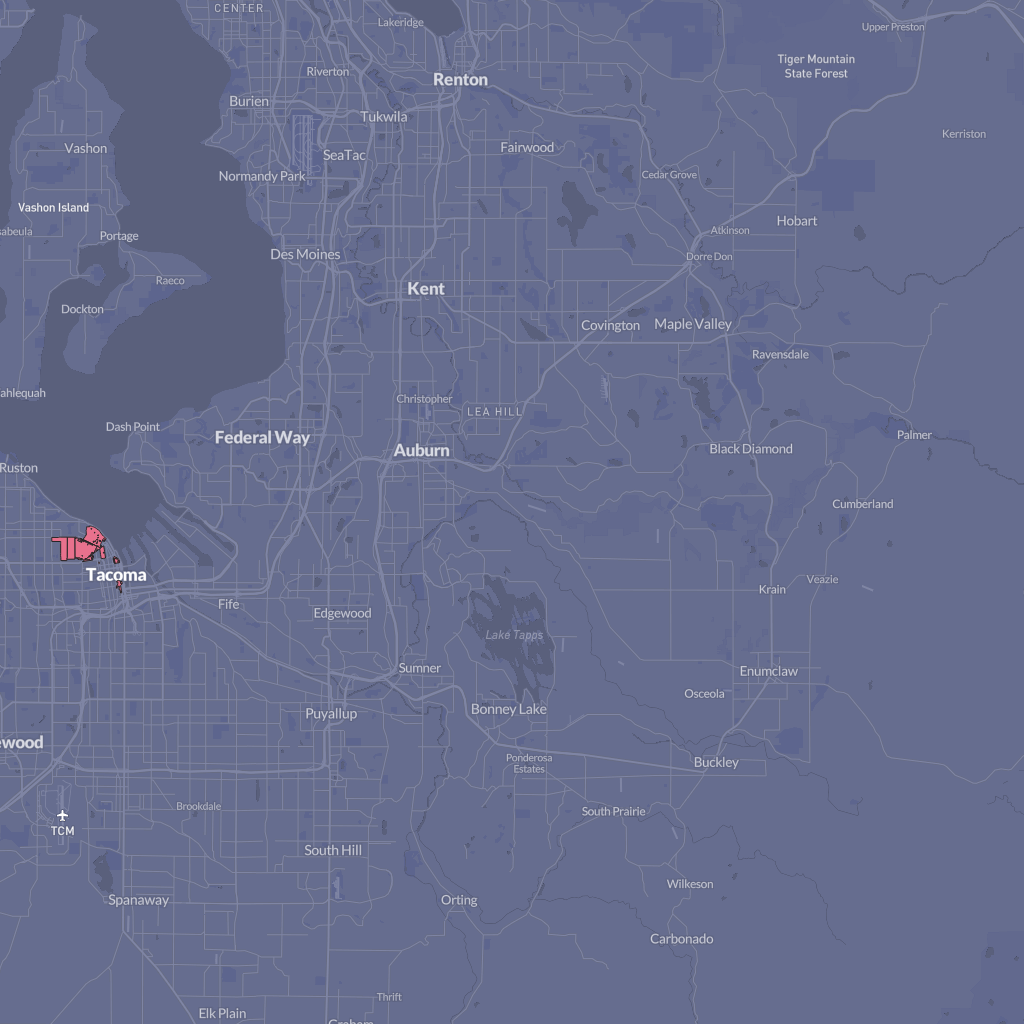 CENTER
Lakeridge
Upper Preston
Riverton
Renton
Tiger Mountain
State Forest
Burien
Tukwila
Kerriston
Vashon
SeaTac
Fairwood
Normandy Park
Cedar Grove
Vashon Island
Hobart
sabeula
Portage
Atkinson
Des Moines
Dorre Don
Raeco
Kent
Dockton
Covington
Maple Valley
Ravensdale
ahlequah
Christopher
LEA HILL
Dash Point
Federal Way
Auburn
Black Diamond
Palmer
Ruston
Cumberland
Tacoma
Veazie
Krain
Fife
Edgewood
Lake Tapps
Sumner
Enumclaw
Osceola
Puyallup
Bonney Lake
ewood
Ponderosa
Estates
Buckley
Brookdale
South Prairie
TCM
South Hill
Wilkeson
Spanaway
Orting
Carbonado
Thrift
Elk Plain
Graham